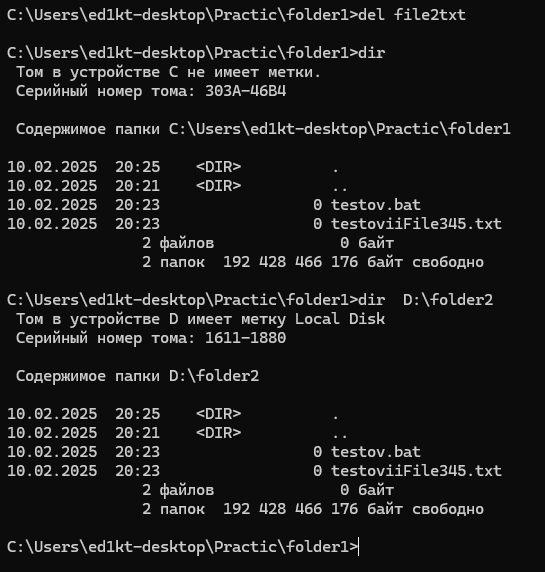 C:\Users\ed1kt-desktop\Practic\folder1>del file2txt
C:\Users\ed1kt-desktop\Practic\folder1>dir
Том в устройстве C не имеет метки.
Серийный номер тома: 303A-46B4
Содержимое папки C:\Users\ed1kt-desktop\Practic\folder1
10.02.2025  20:25    <DIR>          .
10.02.2025  20:21    <DIR>          ..
10.02.2025  20:23                 0 testov.bat
10.02.2025  20:23                 0 testoviiFile345.txt
2 файлов              0 байт
2 папок  192 428 466 176 байт свободно
C:\Users\ed1kt-desktop\Practic\folder1>dir  D:\folder2
Том в устройстве D имеет метку Local Disk
Серийный номер тома: 1611-1880
Содержимое папки D:\folder2
10.02.2025  20:25    <DIR>          .
10.02.2025  20:21    <DIR>          ..
10.02.2025  20:23                 0 testov.bat
10.02.2025  20:23                 0 testoviiFile345.txt
2 файлов              0 байт
2 папок  192 428 466 176 байт свободно
C:\Users\ed1kt-desktop\Practic\folder1>